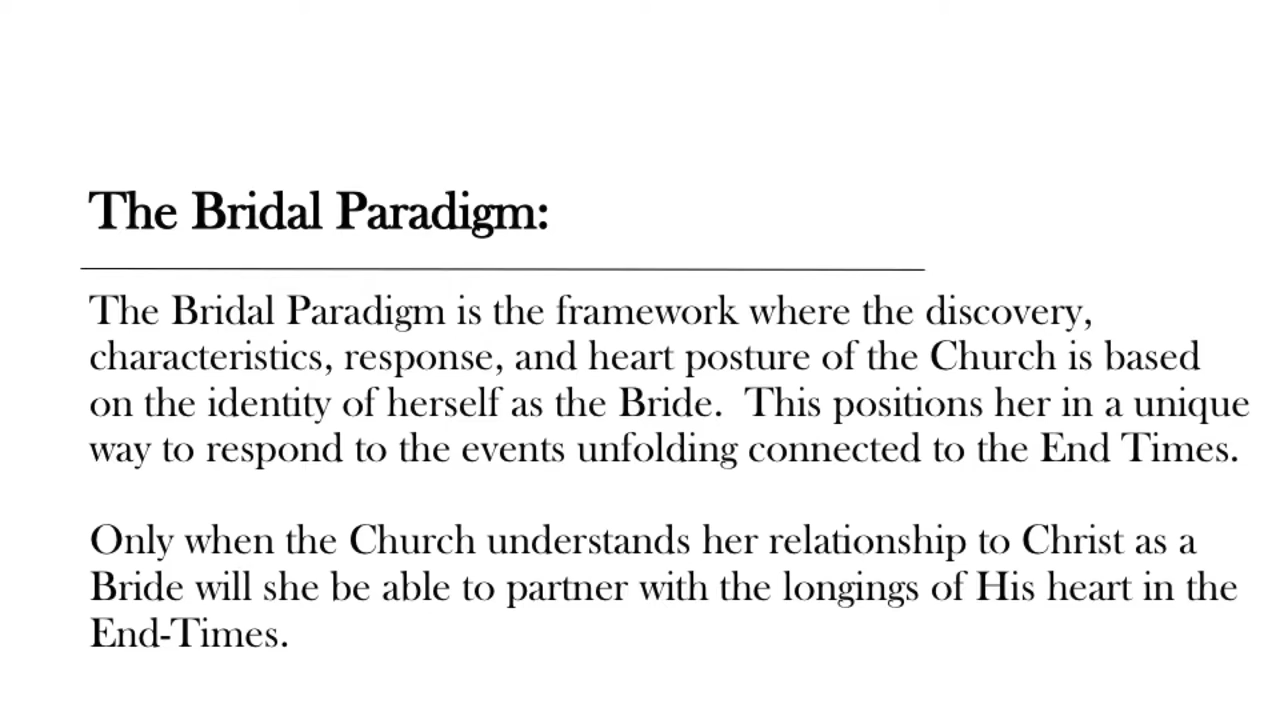 The Bridal Paradigm:
The Bridal Paradigm is the framework where the discovery,
characteristics, response, and heart posture of the Church is based
on the identity of herself as the Bride.  This positions her in a unique
way to respond to the events unfolding connected to the End Times.
Only when the Church understands her relationship to Christ as a
Bride will she be able to partner with the longings of His heart in the
End-Times.